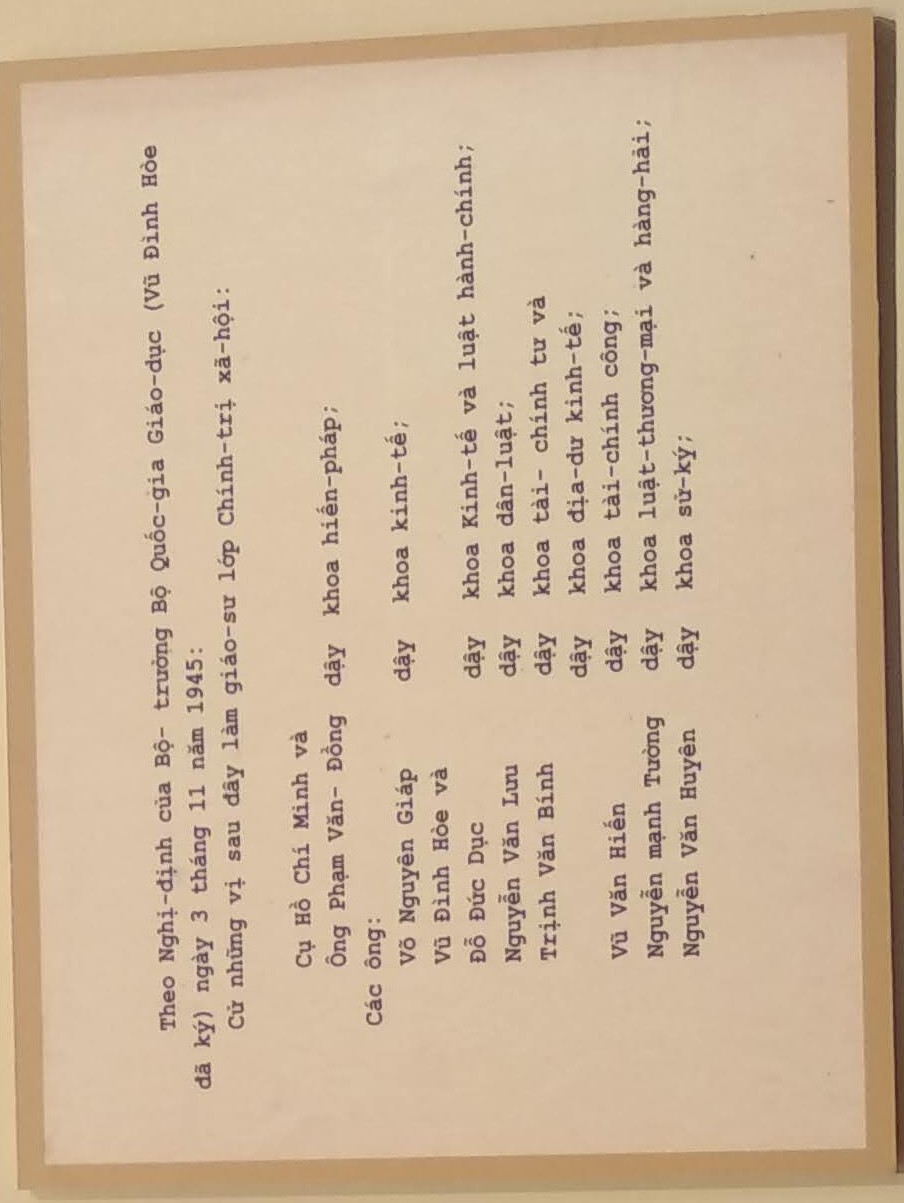 Theo Nghị-định của Bộ- trưởng Bộ Quốc-gia Giáo-dục (Vũ Đình Hòe
đã ký) ngày 3 tháng 11 năm 1945:
Cử những vị sau đây làm giáo-sư lớp Chính-trị xã-hội:
Cụ Hồ Chí Minh và
Ông Phạm Văn- Đồng dậy khoa hiến-pháp;
Các ông:
Võ Nguyên Giáp dậy khoa kinh-tế;
Vũ Đình Hòe và
Đỗ Đức Dục dậy khoa Kinh-tế và luật hành-chính;
Nguyễn Văn Lưu dậy khoa dân-luật;
Trịnh Văn Bính dậy khoa tài- chính tư và
dậy khoa địa-dư kinh-tế;
Vũ Văn Hiến dậy khoa tài-chính công;
Nguyễn mạnh Tường dậy khoa luật-thương-mại và hàng-hải;
Nguyễn Văn Huyên dậy khoa sử-ký;